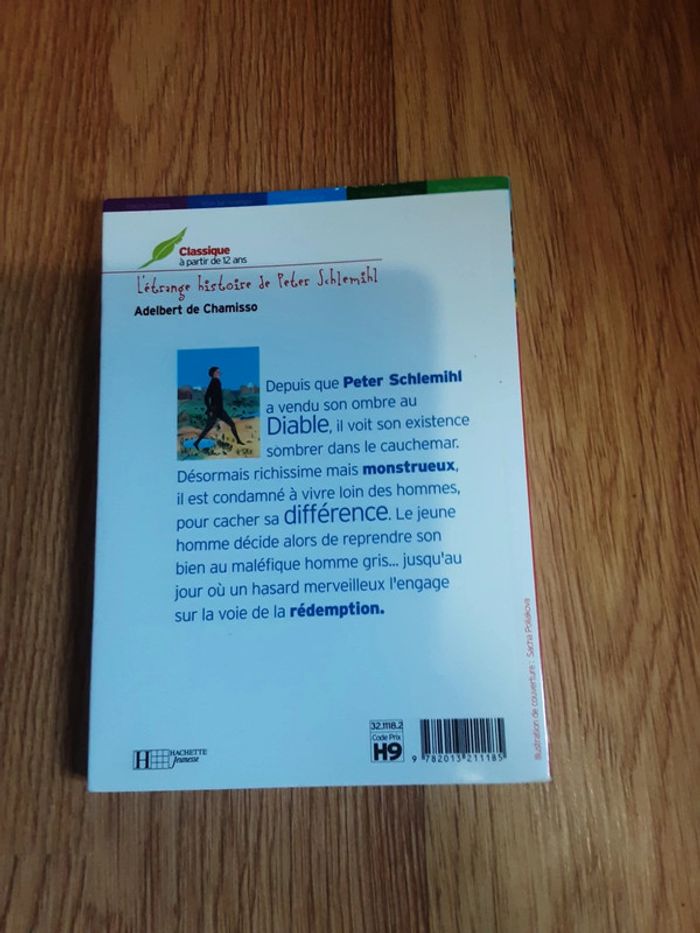 Classique
à partir de 12 ans
L'étrange histoire de Peter Schlemihl
Adelbert de Chamisso
Depuis que Peter Schlemihl
a vendu son ombre au
Diable, il voit son existence
sombrer dans le cauchemar.
Désormais richissime mais monstrueux,
il est condamné à vivre loin des hommes,
pour cacher sa différence. Le jeune
homme décide alors de reprendre son
bien au maléfique homme gris... jusqu'au
jour où un hasard merveilleux l'engage
sur la voie de la rédemption.
Illustration de couverture : Sacha Poliakova
H HACHETTE
Jeunesse
32.1118.2
Code Prix
H9
9 782013 211185